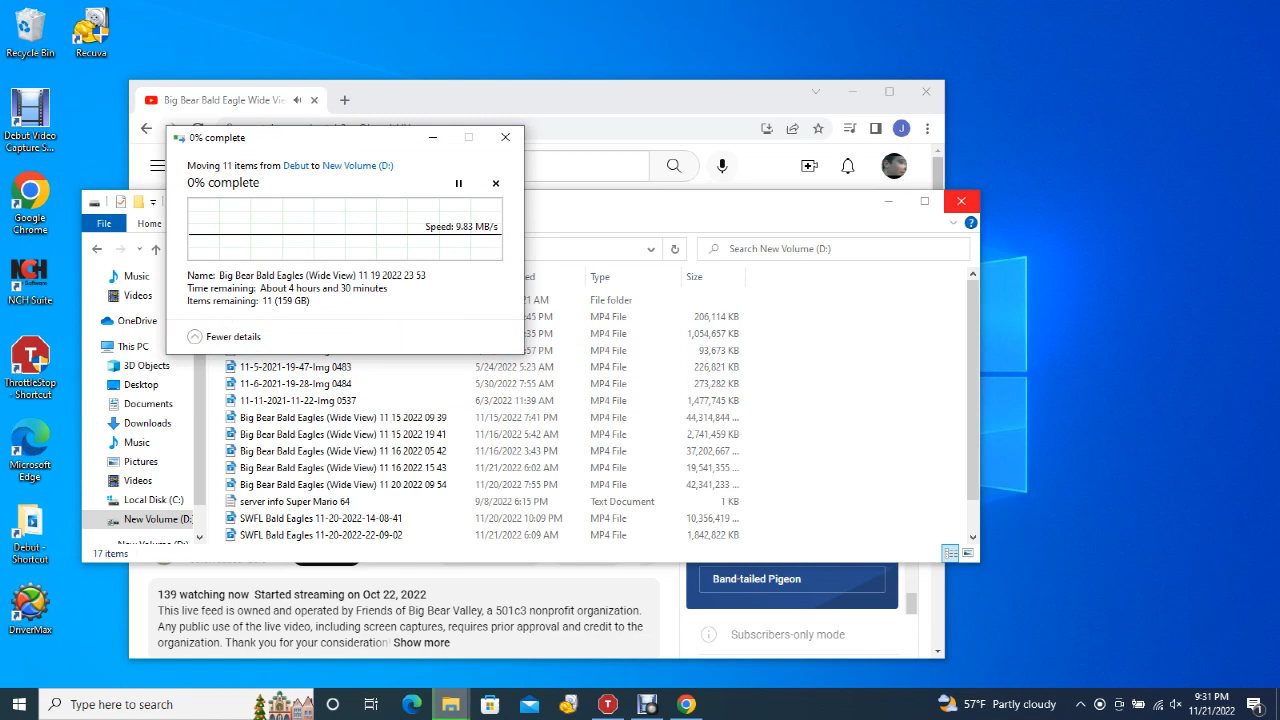 Recycle Bin
Recuva
Debut Video
Capture S...
Google
Chrome
NCH Suite
ThrottleStop
- Shortcut
Microsoft
Edge
Debut -
Shortcut
DriverMax
Big Bear Bald Eagle Wide Vie
J
0% complete
Moving 11 items from Debut to New Volume (D:)
0% complete
Speed: 9.83 MB/s
Name: Big Bear Bald Eagles (Wide View) 11 19 2022 23 53
Time remaining: About 4 hours and 30 minutes
Items remaining: 11 (159 GB)
Fewer details
File
Home
Search New Volume (D:)
Type
Size
Music
Videos
OneDrive
This PC
3D Objects
Desktop
Documents
Downloads
Music
Pictures
Videos
Local Disk (C:)
New Volume (D:
File folder
MP4 File 206,114 KB
MP4 File 1,054,657 KB
MP4 File 93,673 KB
11-5-2021-19-47-Img 0483 5/24/2022 5:23 AM MP4 File 226,821 KB
11-6-2021-19-28-Img 0484 5/30/2022 7:55 AM MP4 File 273,282 KB
11-11-2021-11-22-Img 0537 6/3/2022 11:39 AM MP4 File 1,477,745 KB
Big Bear Bald Eagles (Wide View) 11 15 2022 09 39 11/15/2022 7:41 PM MP4 File 44,314,844 ...
Big Bear Bald Eagles (Wide View) 11 15 2022 19 41 11/16/2022 5:42 AM MP4 File 2,741,459 KB
Big Bear Bald Eagles (Wide View) 11 16 2022 05 42 11/16/2022 3:43 PM MP4 File 37,202,667 ...
Big Bear Bald Eagles (Wide View) 11 16 2022 15 43 11/21/2022 6:02 AM MP4 File 19,541,355 ...
Big Bear Bald Eagles (Wide View) 11 20 2022 09 54 11/20/2022 7:55 PM MP4 File 42,341,233 ...
server info Super Mario 64 9/8/2022 6:15 PM Text Document 1 KB
SWFL Bald Eagles 11-20-2022-14-08-41 11/20/2022 10:09 PM MP4 File 10,356,419 ...
SWFL Bald Eagles 11-20-2022-22-09-02 11/21/2022 6:09 AM MP4 File 1,842,822 KB
17 items
134 watching now Started streaming on Oct 22, 2022
This live feed is owned and operated by Friends of Big Bear Valley, a 501c3 nonprofit organization.
Any public use of the live video, including screen captures, requires prior approval and credit to the
organization. Thank you for your consideration! Show more
Band-tailed Pigeon
Subscribers-only mode
Type here to search
57°F Partly cloudy
9:31 PM
11/21/2022
1